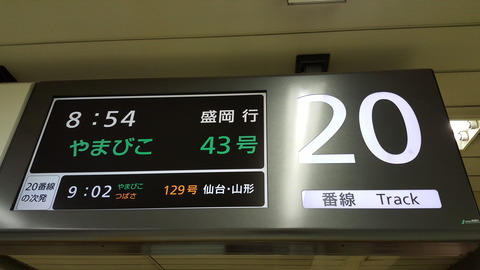 8:54 盛岡 行
やまびこ 43号
20番線の次発
9:02 やまびこ つばさ 129号 仙台・山形
20
番線 Track